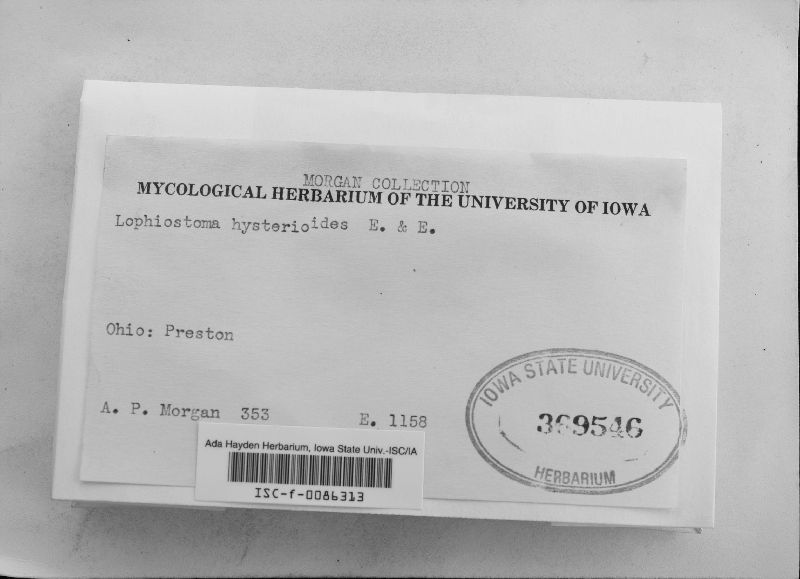 MORGAN COLLECTION
MYCOLOGICAL HERBARIUM OF THE UNIVERSITY OF IOWA
Lophiostoma hysterioides E. & E.
Ohio: Preston
A. P. Morgan 353 E. 1158
IOWA STATE UNIVERSITY
369546
HERBARIUM
Ada Hayden Herbarium, Iowa State Univ.-ISC/IA
ISC-f-0086313